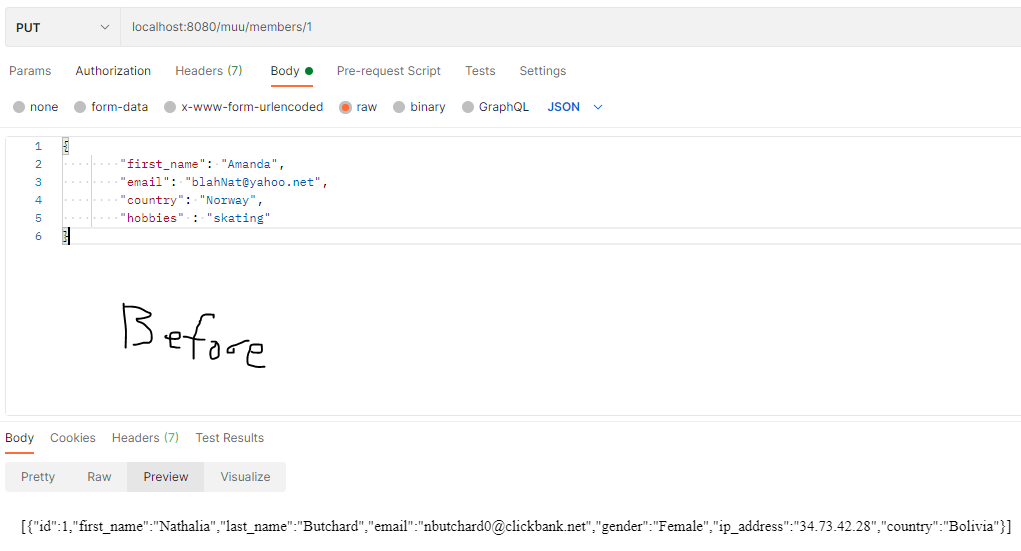 PUT localhost:8080/muu/members/1
Params Authorization Headers (7) Body Pre-request Script Tests Settings
none form-data x-www-form-urlencoded raw binary GraphQL JSON
1 {
2 "first_name": "Amanda",
3 "email": "blahNat@yahoo.net",
4 "country": "Norway",
5 "hobbies" : "skating"
6 }
Before
Body Cookies Headers (7) Test Results
Pretty Raw Preview Visualize
[{"id":1,"first_name":"Nathalia","last_name":"Butchard","email":"nbutchard0@clickbank.net","gender":"Female","ip_address":"34.73.42.28","country":"Bolivia"}]